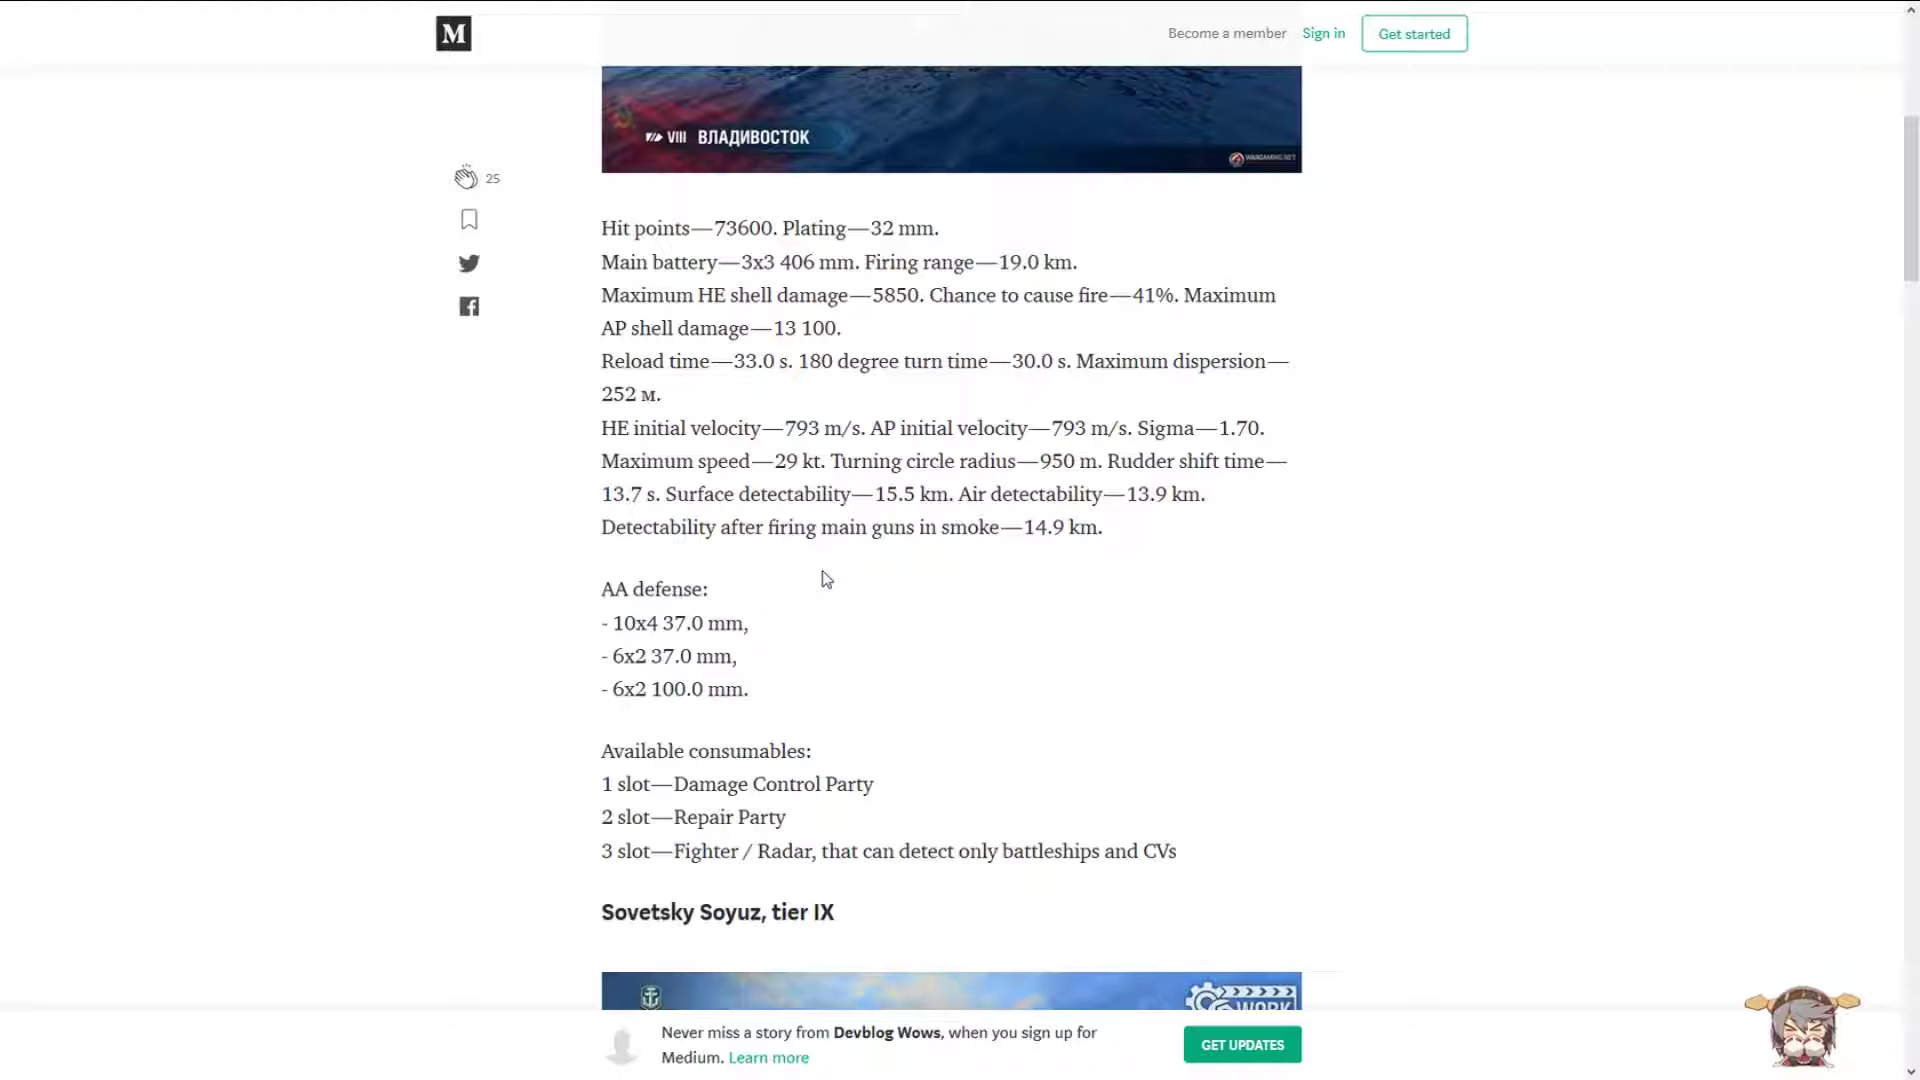 M
Become a member Sign in Get started
VIII ВЛАДИВОСТОК
WARGAMING.NET
25
Hit points—73600. Plating—32 mm.
Main battery—3x3 406 mm. Firing range—19.0 km.
Maximum HE shell damage—5850. Chance to cause fire—41%. Maximum
AP shell damage—13 100.
Reload time—33.0 s. 180 degree turn time—30.0 s. Maximum dispersion—
252 м.
HE initial velocity—793 m/s. AP initial velocity—793 m/s. Sigma—1.70.
Maximum speed—29 kt. Turning circle radius—950 m. Rudder shift time—
13.7 s. Surface detectability—15.5 km. Air detectability—13.9 km.
Detectability after firing main guns in smoke—14.9 km.
AA defense:
- 10x4 37.0 mm,
- 6x2 37.0 mm,
- 6x2 100.0 mm.
Available consumables:
1 slot—Damage Control Party
2 slot—Repair Party
3 slot—Fighter / Radar, that can detect only battleships and CVs
Sovetsky Soyuz, tier IX
WORK
Never miss a story from Devblog Wows, when you sign up for
Medium. Learn more
GET UPDATES